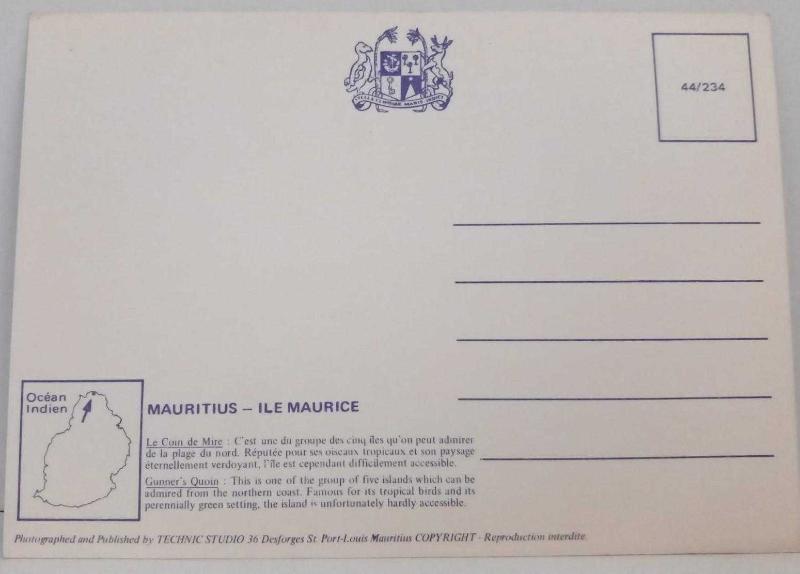 STELLA CLAVISQUE MARIS INDICI
44/234
Océan
Indien
MAURITIUS – ILE MAURICE
Le Coin de Mire : C'est une du groupe des cinq îles qu'on peut admirer
de la plage du nord. Réputée pour ses oiseaux tropicaux et son paysage
éternellement verdoyant, l'île est cependant difficilement accessible.
Gunner's Quoin : This is one of the group of five islands which can be
admired from the northern coast. Famous for its tropical birds and its
perennially green setting, the island is unfortunately hardly accessible.
Photographed and Published by TECHNIC STUDIO 36 Desforges St. Port-Louis Mauritius COPYRIGHT - Reproduction interdite.